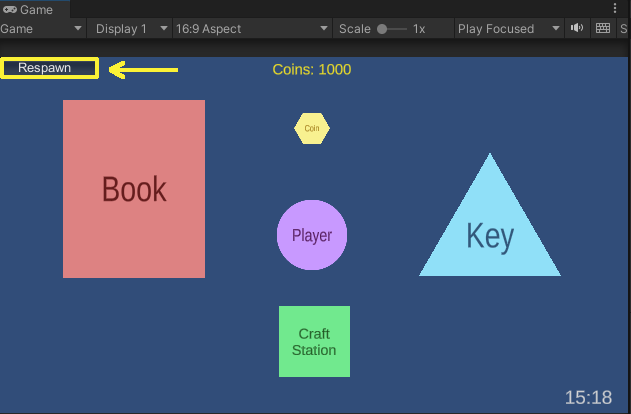 Game
Game Display 1 16:9 Aspect Scale 1x Play Focused S
Respawn
Coins: 1000
Coin
Book
Player
Key
Craft
Station
15:18